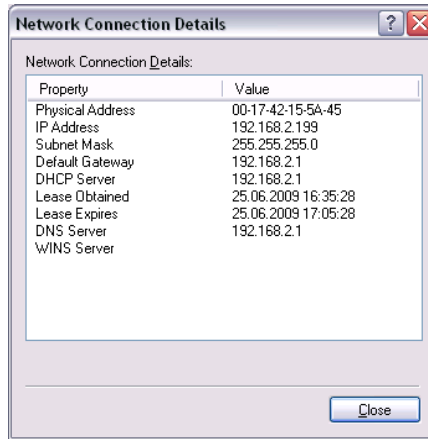 Network Connection Details
Network Connection Details:
Property Value
Physical Address 00-17-42-15-5A-45
IP Address 192.168.2.199
Subnet Mask 255.255.255.0
Default Gateway 192.168.2.1
DHCP Server 192.168.2.1
Lease Obtained 25.06.2009 16:35:28
Lease Expires 25.06.2009 17:05:28
DNS Server 192.168.2.1
WINS Server
Close